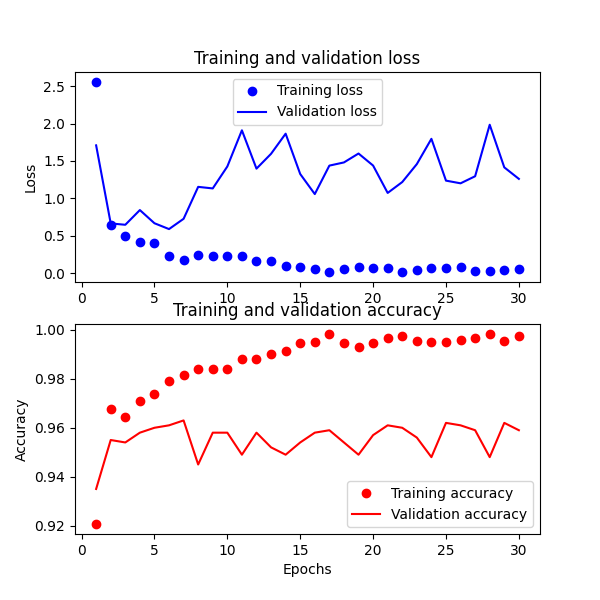 Training and validation loss
Loss
2.5
2.0
1.5
1.0
0.5
0.0
Training loss
Validation loss
0 5 10 15 20 25 30
Training and validation accuracy
Accuracy
1.00
0.98
0.96
0.94
0.92
Training accuracy
Validation accuracy
0 5 10 15 20 25 30
Epochs